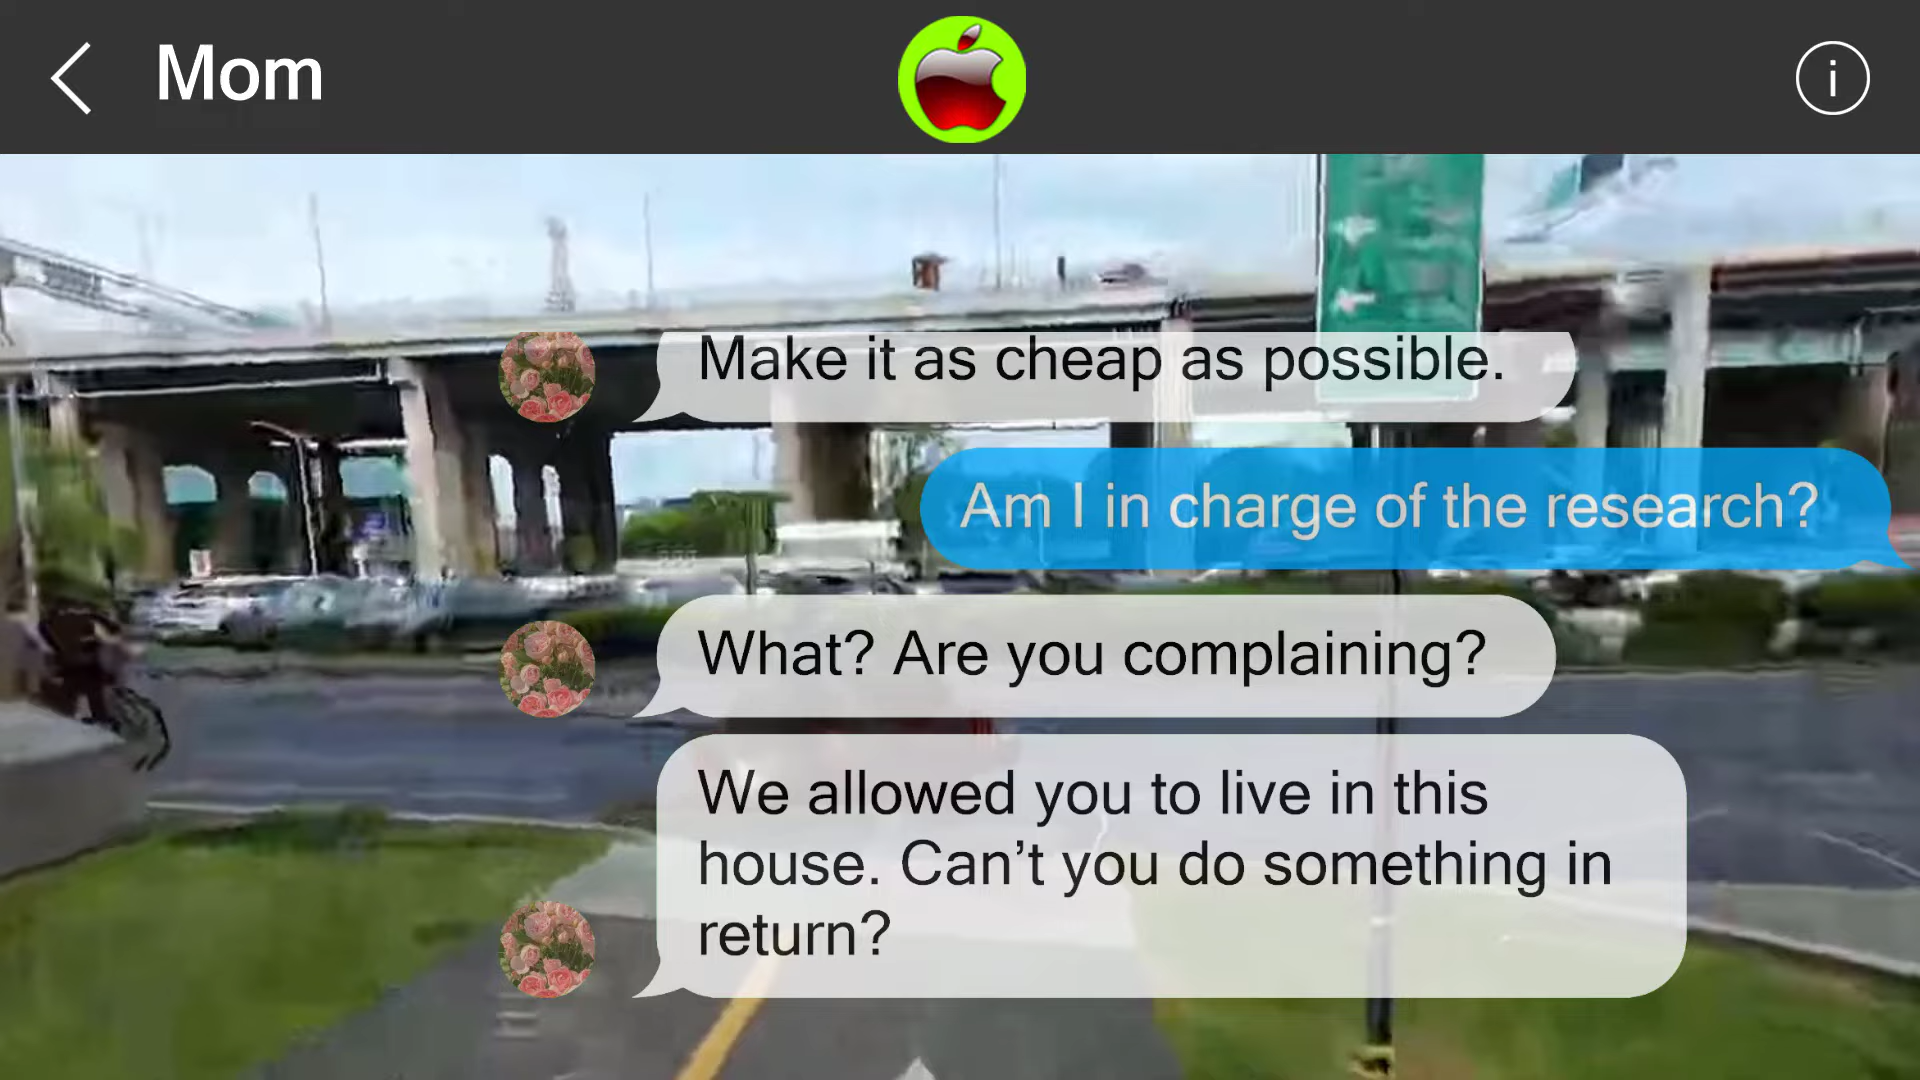 Mom
Make it as cheap as possible.
Am I in charge of the research?
What? Are you complaining?
We allowed you to live in this
house. Can’t you do something in
return?